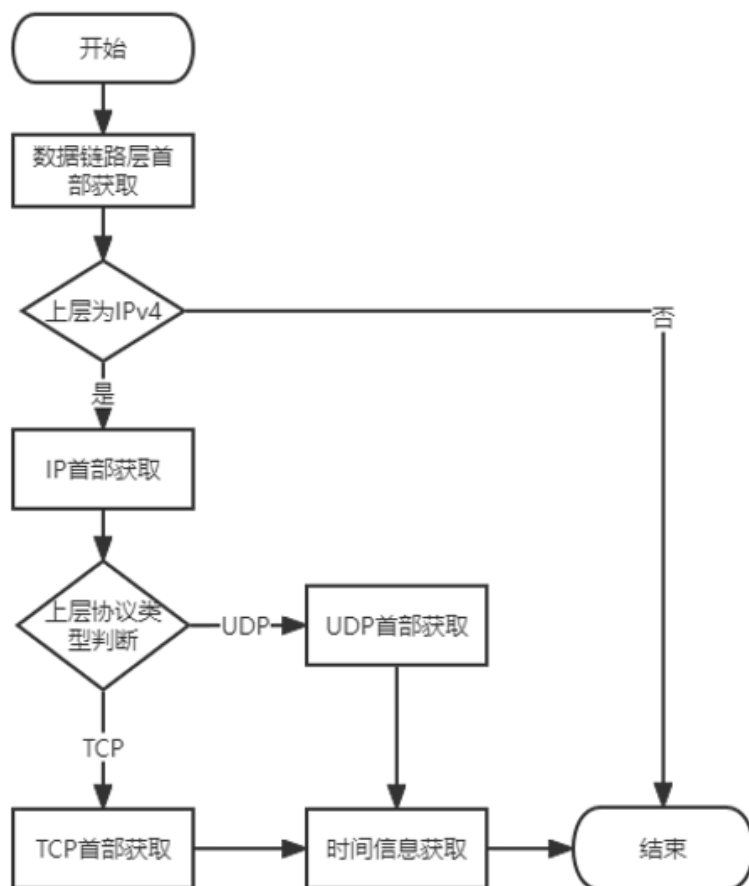 开始
数据链路层首
部获取
上层为IPv4
否
是
IP首部获取
上层协议类
型判断
UDP
UDP首部获取
TCP
TCP首部获取
时间信息获取
结束